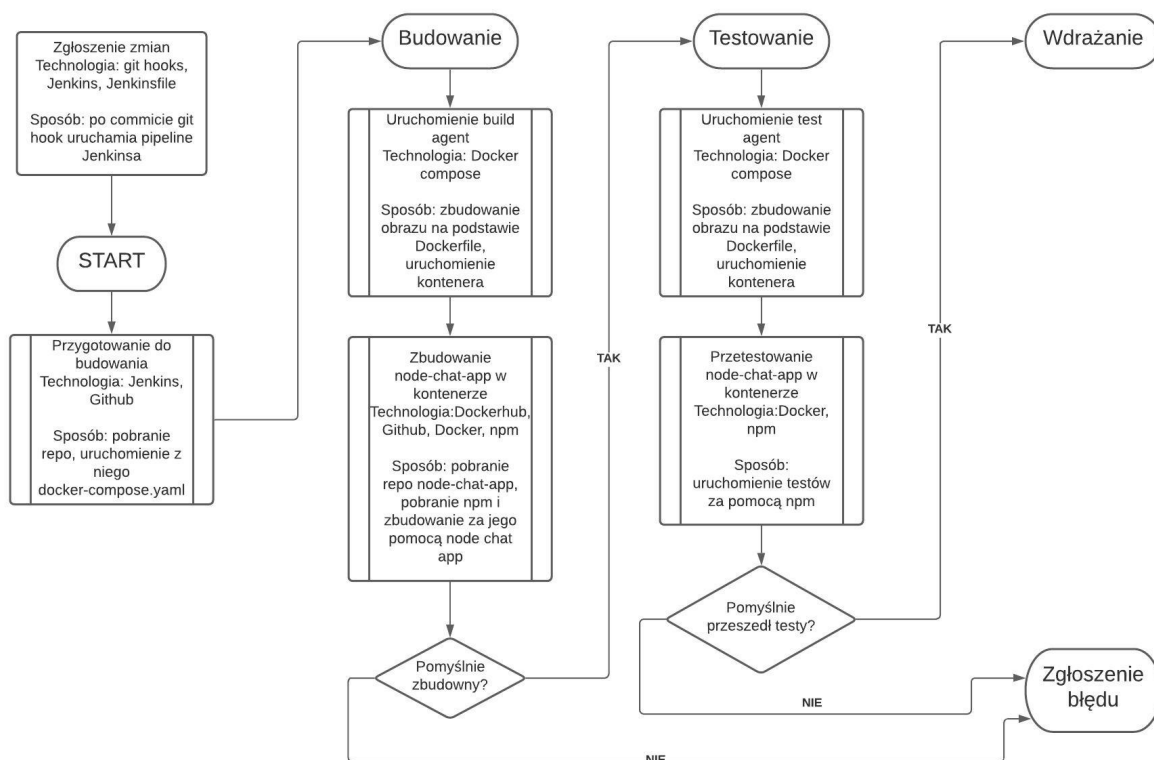 Zgłoszenie zmian
Technologia: git hooks,
Jenkins, Jenkinsfile
Sposób: po commicie git
hook uruchamia pipeline
Jenkinsa
START
Przygotowanie do
budowania
Technologia: Jenkins,
Github
Sposób: pobranie
repo, uruchomienie z
niego
docker-compose.yaml
Budowanie
Uruchomienie build
agent
Technologia: Docker
compose
Sposób: zbudowanie
obrazu na podstawie
Dockerfile,
uruchomienie
kontenera
Zbudowanie
node-chat-app w
kontenerze
Technologia:Dockerhub,
Github, Docker, npm
Sposób: pobranie
repo node-chat-app,
pobranie npm i
zbudowanie za jego
pomocą node chat
app
Pomyślnie
zbudowny?
TAK
NIE
Testowanie
Uruchomienie test
agent
Technologia: Docker
compose
Sposób: zbudowanie
obrazu na podstawie
Dockerfile,
uruchomienie
kontenera
Przetestowanie
node-chat-app w
kontenerze
Technologia:Docker,
npm
Sposób:
uruchomienie testów
za pomocą npm
Pomyślnie
przeszedł testy?
TAK
NIE
Wdrażanie
Zgłoszenie
błędu